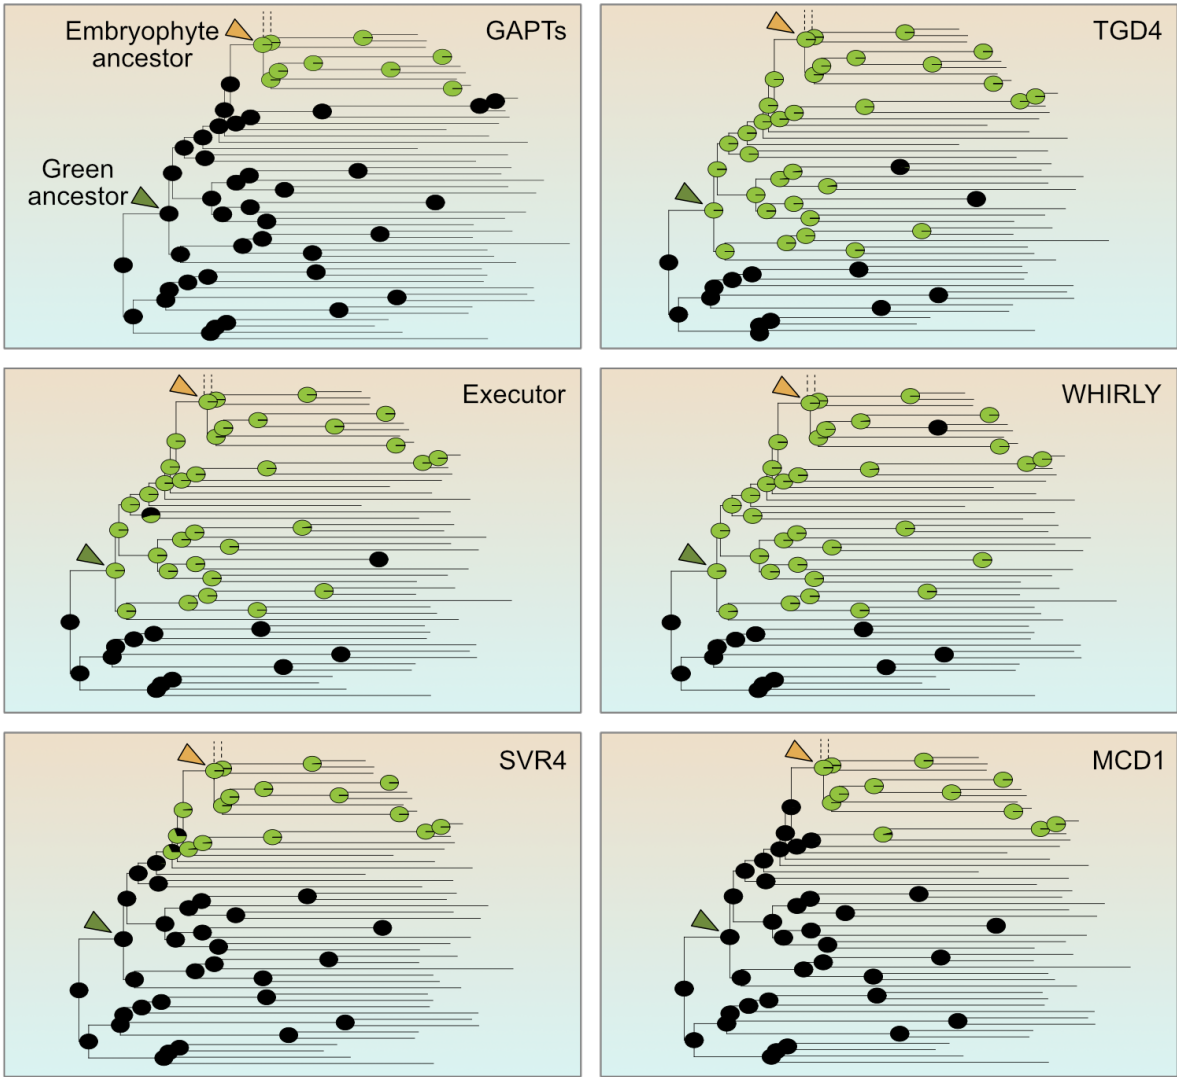 Embryophyte
ancestor
GAPTs
Green
ancestor
TGD4
Executor
WHIRLY
SVR4
MCD1